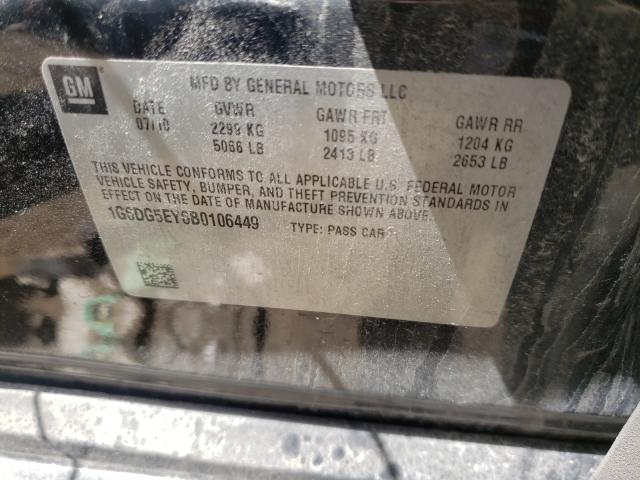 GM
MFD BY GENERAL MOTORS LLC
DATE GVWR GAWR FRT GAWR RR
07/10 2299 KG 1095 KG 1204 KG
5066 LB 2413 LB 2653 LB
THIS VEHICLE CONFORMS TO ALL APPLICABLE U.S. FEDERAL MOTOR
VEHICLE SAFETY, BUMPER, AND THEFT PREVENTION STANDARDS IN
EFFECT ON THE DATE OF MANUFACTURE SHOWN ABOVE.
1G6DG5EY6B0106449 TYPE: PASS CAR